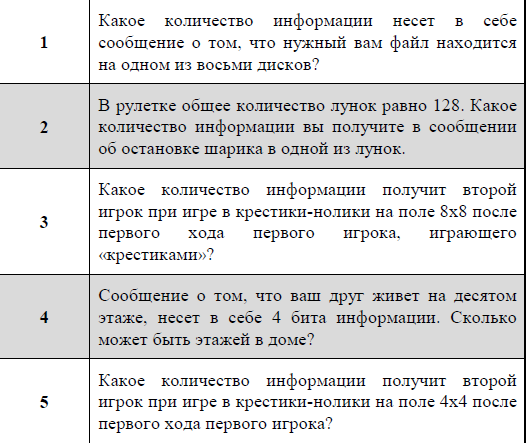 1
Какое количество информации несет в себе
сообщение о том, что нужный вам файл находится
на одном из восьми дисков?
2
В рулетке общее количество лунок равно 128. Какое
количество информации вы получите в сообщении
об остановке шарика в одной из лунок.
3
Какое количество информации получит второй
игрок при игре в крестики-нолики на поле 8х8 после
первого хода первого игрока, играющего
«крестиками»?
4
Сообщение о том, что ваш друг живет на десятом
этаже, несет в себе 4 бита информации. Сколько
может быть этажей в доме?
5
Какое количество информации получит второй
игрок при игре в крестики-нолики на поле 4х4 после
первого хода первого игрока?